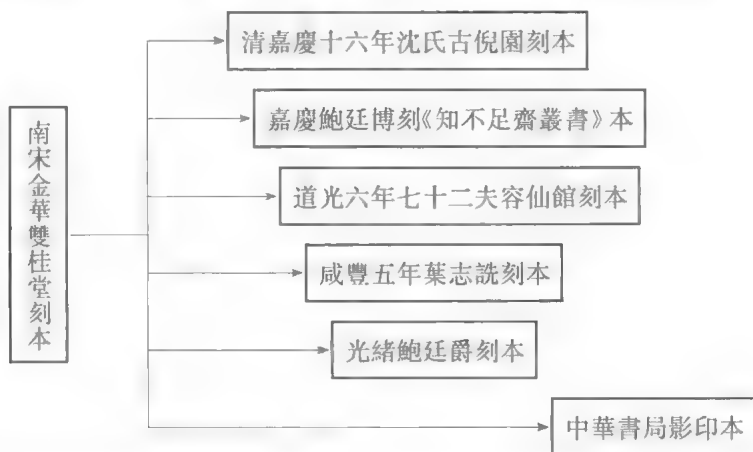 南宋金華雙桂堂刻本
清嘉慶十六年沈氏古倪園刻本
嘉慶鮑廷博刻《知不足齋叢書》本
道光六年七十二夫容仙館刻本
咸豐五年葉志詵刻本
光緒鮑廷爵刻本
中華書局影印本